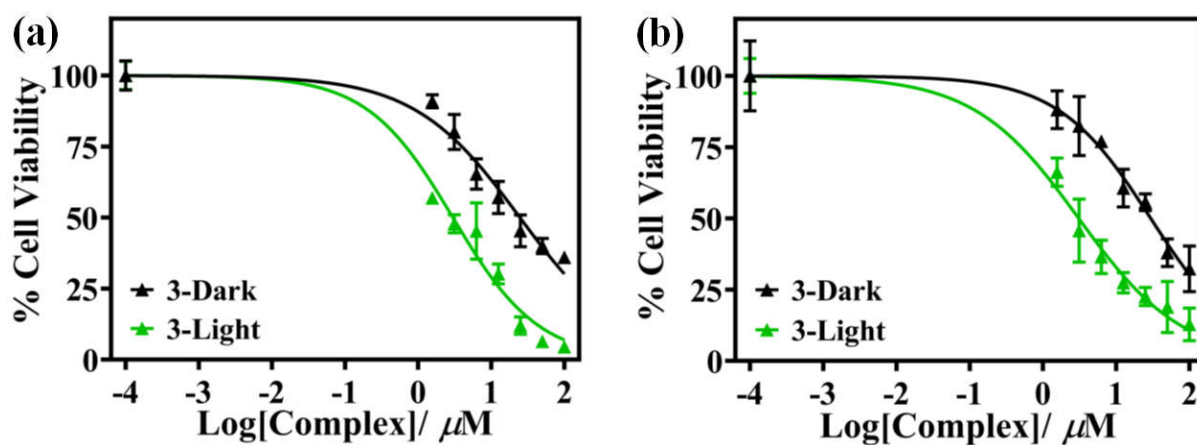 (a)
% Cell Viability
100
75
50
25
0
3-Dark
3-Light
-4 -3 -2 -1 0 1 2
Log[Complex]/ μM
(b)
% Cell Viability
100
75
50
25
0
3-Dark
3-Light
-4 -3 -2 -1 0 1 2
Log[Complex]/ μM